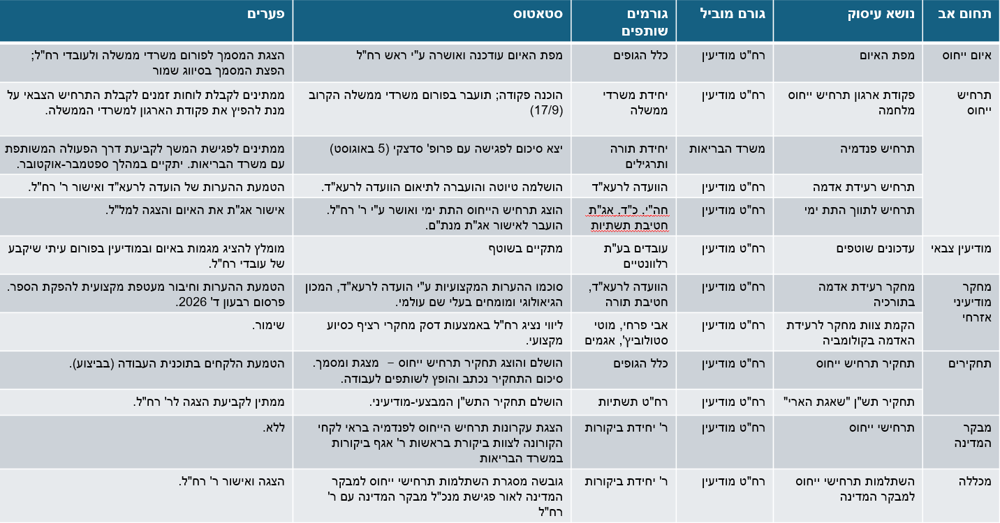 תחום אב
נושא עיסוק
גורם מוביל
גורמים
שותפים
סטאטוס
פערים
איום ייחוס
מפת האיום
רח"ט מודיעין
כלל הגופים
מפת האיום עודכנה ואושרה ע"י ראש רח"ל
הצגת המסמך לפורום משרדי ממשלה ולעובדי רח"ל;
הפצת המסמך בסיווג שמור
תרחיש
ייחוס
פקודת ארגון תרחיש ייחוס
מלחמה
רח"ט מודיעין
יחידת משרדי
ממשלה
הוכנה פקודה; תועבר בפורום משרדי ממשלה הקרוב
(17/9)
ממתינים לקבלת לוחות זמנים לקבלת התרחיש הצבאי על
מנת להפיץ את פקודת הארגון למשרדי הממשלה.
תרחיש פנדמיה
משרד הבריאות
יחידת תורה
ותרגילים
יצא סיכום לפגישה עם פרופ' סדצקי (5 באוגוסט)
ממתינים לפגישת המשך לקביעת דרך הפעולה המשותפת
עם משרד הבריאות. יתקיים במהלך ספטמבר-אוקטובר.
תרחיש רעידת אדמה
רח"ט מודיעין
הוועדה לרעא"ד
הושלמה טיוטה והועברה לתיאום הוועדה לרעא"ד.
הטמעת ההערות של הועדה לרעא"ד ואישור ר' רח"ל.
תרחיש לתווך התת ימי
רח"ט מודיעין
חה"י. כ"ד. אג"ת
חטיבת תשתיות
הוצג תרחיש הייחוס התת ימי ואושר ע"י ר' רח"ל.
הועבר לאישור אג"ת מנת"ם.
אישור אג"ת את האיום והצגה למל"ל.
מודיעין צבאי
עדכונים שוטפים
רח"ט מודיעין
עובדים בע"ת
רלוונטיים
מתקיים בשוטף
מומלץ להציג מגמות באיום ובמודיעין בפורום עיתי שיקבע
של עובדי רח"ל.
מחקר
מודיעיני
אזרחי
מחקר רעידת אדמה
בתורכיה
רח"ט מודיעין
הוועדה לרעא"ד,
חטיבת תורה
סוכמו ההערות המקצועיות ע"י הועדה לרעא"ד, המכון
הגיאולוגי ומומחים בעלי שם עולמי.
הטמעת ההערות וחיבור מעטפת מקצועית להפקת הספר.
פרסום רבעון ד' 2026.
הקמת צוות מחקר לרעידת
האדמה בקולומביה
רח"ט מודיעין
אבי פרחי, מוטי
סטולוביץ', אגמים
ליווי נציג רח"ל באמצעות דסק מחקרי רציף כסיוע
מקצועי.
שימור.
תחקירים
תחקיר תרחיש ייחוס
רח"ט מודיעין
כלל הגופים
הושלם והוצג תחקיר תרחיש ייחוס – מצגת ומסמך.
סיכום התחקיר נכתב והופץ לשותפים לעבודה.
הטמעת הלקחים בתוכנית העבודה (בביצוע).
תחקיר תש"ן "שאגת הארי"
רח"ט מודיעין
רח"ט תשתיות
הושלם תחקיר התש"ן המבצעי-מודיעיני.
ממתין לקביעת הצגה לר' רח"ל.
מבקר
המדינה
תרחישי ייחוס
רח"ט מודיעין
ר' יחידת ביקורות
הצגת עקרונות תרחיש הייחוס לפנדמיה בראי לקחי
הקורונה לצוות ביקורת בראשות ר' אגף ביקורות
במשרד הבריאות
ללא.
מכללה
השתלמות תרחישי ייחוס
למבקר המדינה
רח"ט מודיעין
ר' יחידת ביקורות
גובשה מסגרת השתלמות תרחישי ייחוס למבקר
המדינה לאור פגישת מנכ"ל מבקר המדינה עם ר'
רח"ל
הצגה ואישור ר' רח"ל.